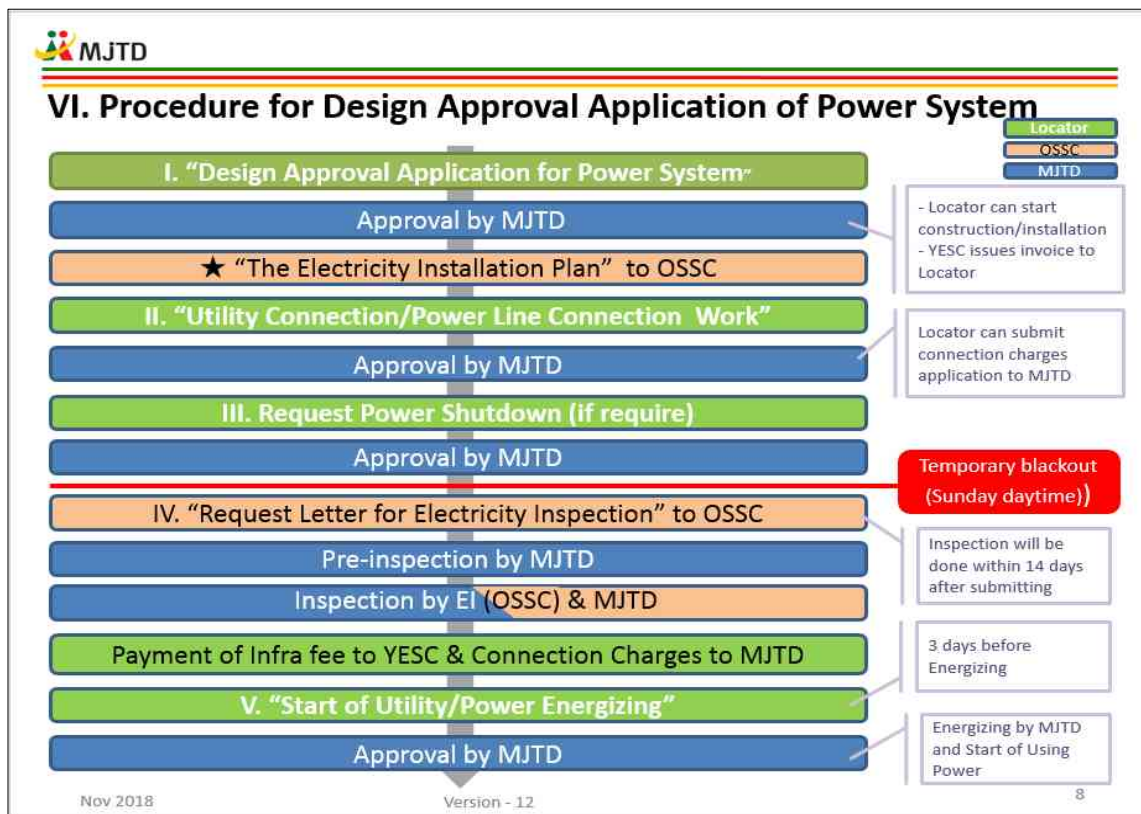 MJTD
VI. Procedure for Design Approval Application of Power System
Locator
OSSC
MJTD
I. “Design Approval Application for Power System”
Approval by MJTD
- Locator can start
construction/installation
- YESC issues invoice to
Locator
★ “The Electricity Installation Plan” to OSSC
II. “Utility Connection/Power Line Connection Work”
Approval by MJTD
Locator can submit
connection charges
application to MJTD
III. Request Power Shutdown (if require)
Approval by MJTD
Temporary blackout
(Sunday daytime))
IV. “Request Letter for Electricity Inspection” to OSSC
Pre-inspection by MJTD
Inspection will be
done within 14 days
after submitting
Inspection by EI (OSSC) & MJTD
Payment of Infra fee to YESC & Connection Charges to MJTD
3 days before
Energizing
V. “Start of Utility/Power Energizing”
Approval by MJTD
Energizing by MJTD
and Start of Using
Power
Nov 2018
Version - 12
8